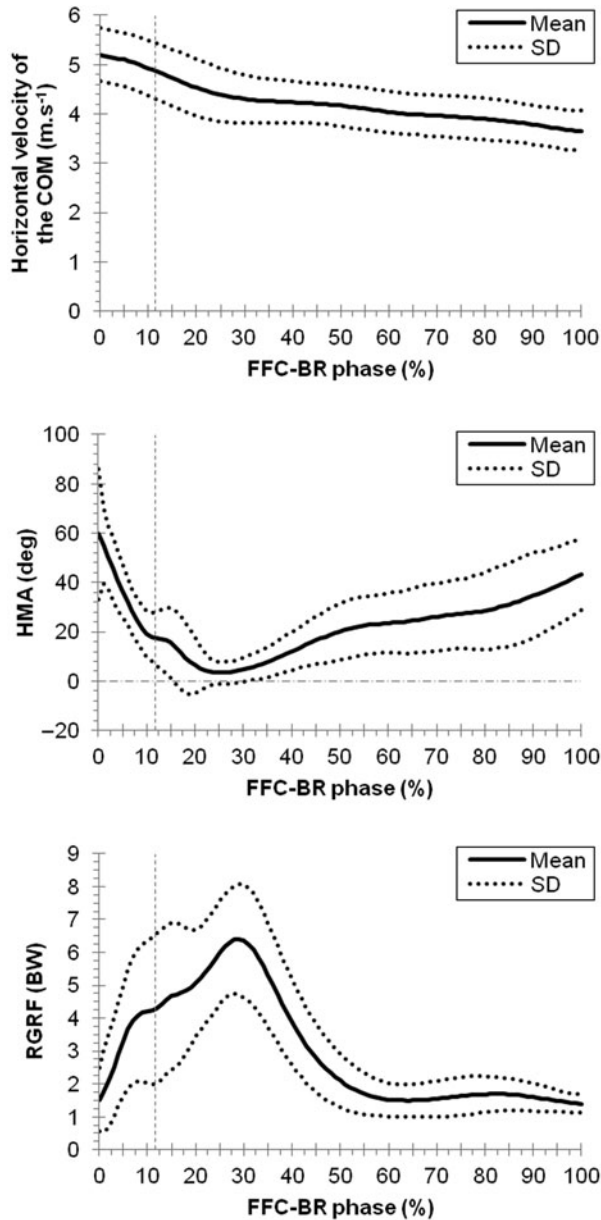 6
5
4
3
2
1
0
Horizontal velocity of
the COM (m.s⁻¹)
Mean
SD
0 10 20 30 40 50 60 70 80 90 100
FFC-BR phase (%)
100
80
60
40
20
0
−20
HMA (deg)
Mean
SD
0 10 20 30 40 50 60 70 80 90 100
FFC-BR phase (%)
9
8
7
6
5
4
3
2
1
0
RGRF (BW)
Mean
SD
0 10 20 30 40 50 60 70 80 90 100
FFC-BR phase (%)